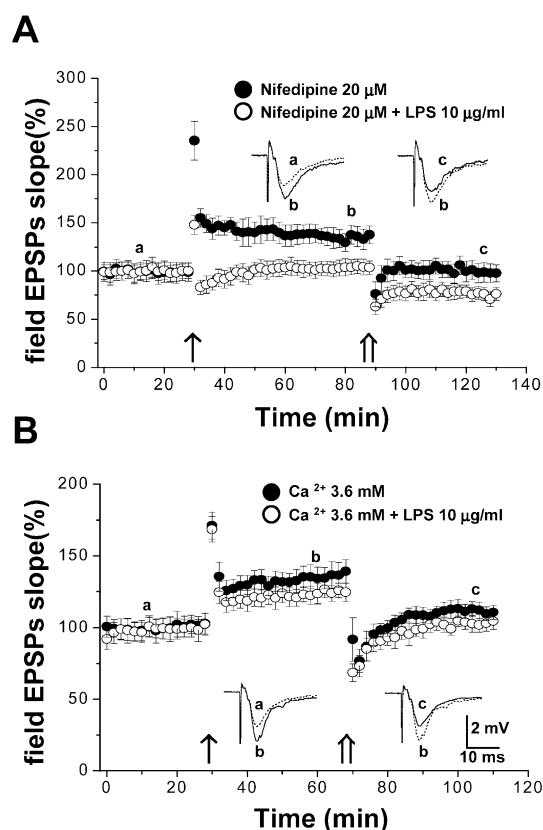 A
300
250
200
150
100
50
0
field EPSPs slope(%)
Nifedipine 20 µM
Nifedipine 20 µM + LPS 10 µg/ml
a
b
c
a
b
c
b
0 20 40 60 80 100 120 140
Time (min)
B
200
150
100
50
0
field EPSPs slope(%)
Ca 2+ 3.6 mM
Ca 2+ 3.6 mM + LPS 10 µg/ml
a
b
c
a
b
c
b
2 mV
10 ms
0 20 40 60 80 100 120
Time (min)